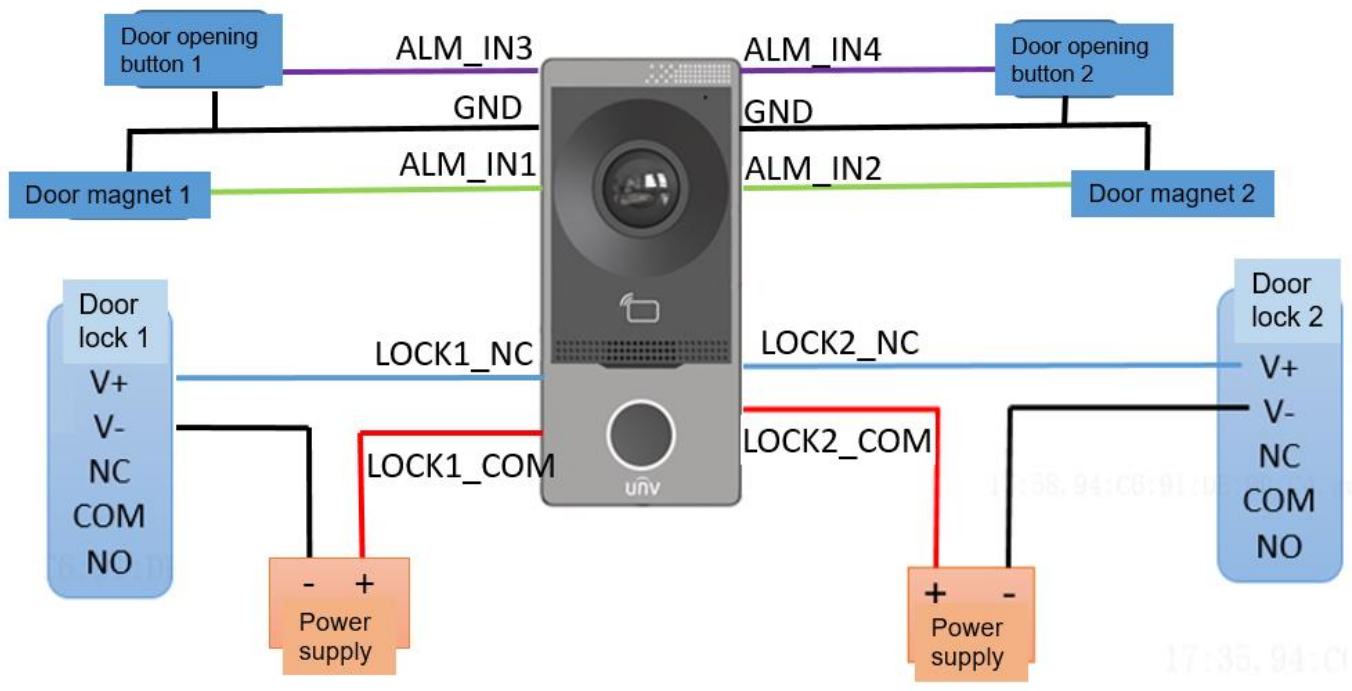 Door opening
button 1
ALM_IN3
ALM_IN4
Door opening
button 2
GND
GND
ALM_IN1
ALM_IN2
Door magnet 1
Door magnet 2
Door
lock 1
V+
V-
NC
COM
NO
LOCK1_NC
LOCK2_NC
LOCK1_COM
LOCK2_COM
unv
Door
lock 2
V+
V-
NC
COM
NO
- +
Power
supply
+ -
Power
supply